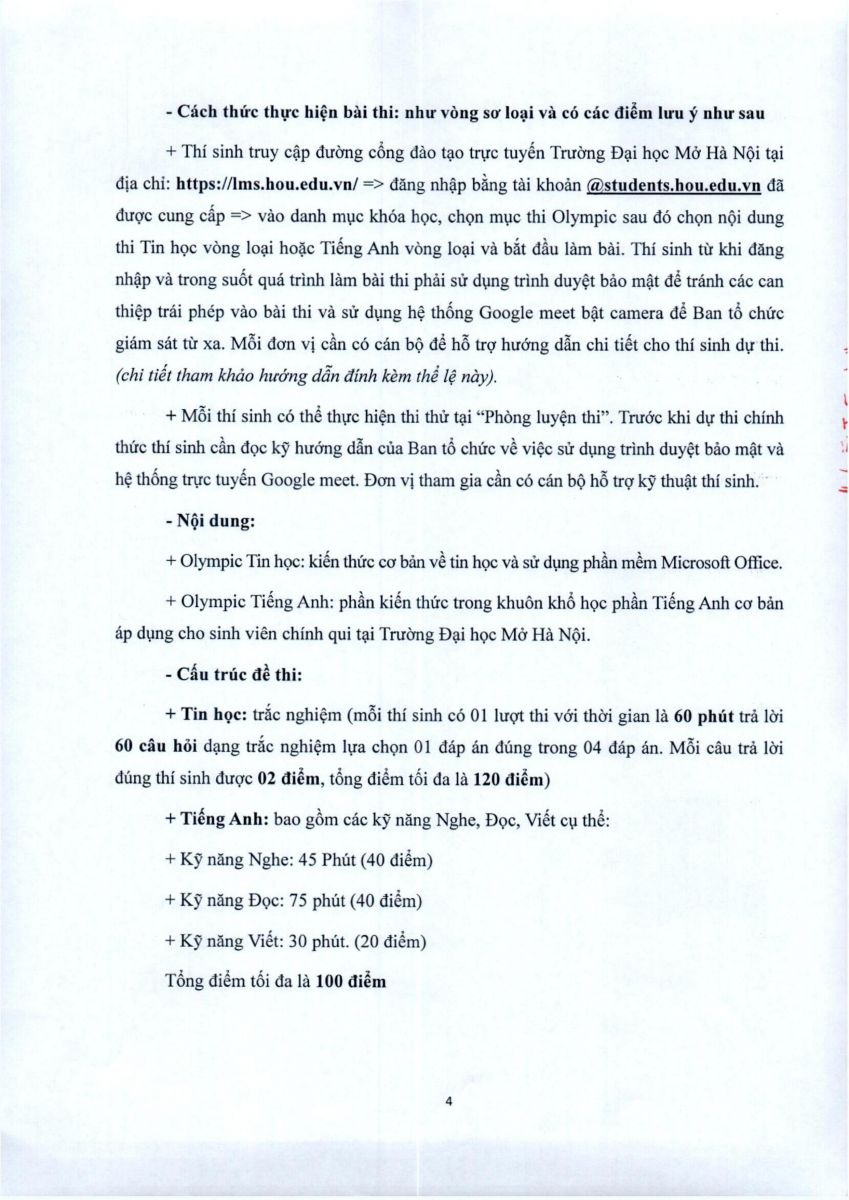 - Cách thức thực hiện bài thi: như vòng sơ loại và có các điểm lưu ý như sau
+ Thí sinh truy cập đường cổng đào tạo trực tuyến Trường Đại học Mở Hà Nội tại
địa chỉ: https://lms.hou.edu.vn/ => đăng nhập bằng tài khoản @students.hou.edu.vn đã
được cung cấp => vào danh mục khóa học, chọn mục thi Olympic sau đó chọn nội dung
thi Tin học vòng loại hoặc Tiếng Anh vòng loại và bắt đầu làm bài. Thí sinh từ khi đăng
nhập và trong suốt quá trình làm bài thi phải sử dụng trình duyệt bảo mật để tránh các can
thiệp trái phép vào bài thi và sử dụng hệ thống Google meet bật camera để Ban tổ chức
giám sát từ xa. Mỗi đơn vị cần có cán bộ để hỗ trợ hướng dẫn chi tiết cho thí sinh dự thi.
(chi tiết tham khảo hướng dẫn đính kèm thể lệ này).
+ Mỗi thí sinh có thể thực hiện thi thử tại “Phòng luyện thi”. Trước khi dự thi chính
thức thí sinh cần đọc kỹ hướng dẫn của Ban tổ chức về việc sử dụng trình duyệt bảo mật và
hệ thống trực tuyến Google meet. Đơn vị tham gia cần có cán bộ hỗ trợ kỹ thuật thí sinh.
- Nội dung:
+ Olympic Tin học: kiến thức cơ bản về tin học và sử dụng phần mềm Microsoft Office.
+ Olympic Tiếng Anh: phần kiến thức trong khuôn khổ học phần Tiếng Anh cơ bản
áp dụng cho sinh viên chính qui tại Trường Đại học Mở Hà Nội.
- Cấu trúc đề thi:
+ Tin học: trắc nghiệm (mỗi thí sinh có 01 lượt thi với thời gian là 60 phút trả lời
60 câu hỏi dạng trắc nghiệm lựa chọn 01 đáp án đúng trong 04 đáp án. Mỗi câu trả lời
đúng thí sinh được 02 điểm, tổng điểm tối đa là 120 điểm)
+ Tiếng Anh: bao gồm các kỹ năng Nghe, Đọc, Viết cụ thể:
+ Kỹ năng Nghe: 45 Phút (40 điểm)
+ Kỹ năng Đọc: 75 phút (40 điểm)
+ Kỹ năng Viết: 30 phút. (20 điểm)
Tổng điểm tối đa là 100 điểm
4